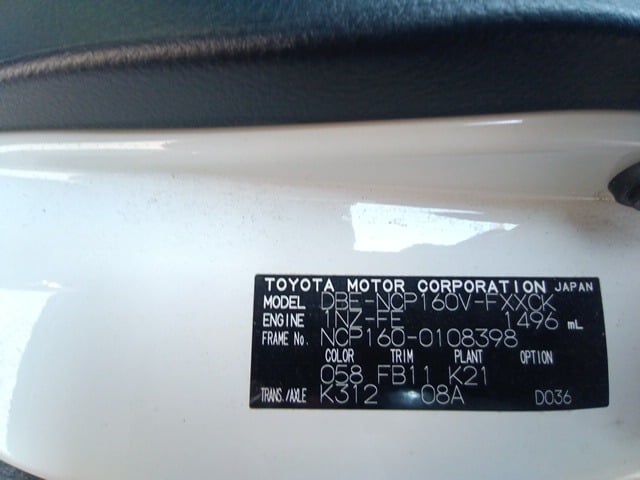 TOYOTA MOTOR CORPORATION JAPAN
MODEL DBE-NCP160V-FXXCK
ENGINE 1NZ-FE 1496 mL
FRAME No. NCP160-0108398
COLOR TRIM PLANT OPTION
058 FB11 K21
TRANS./AXLE K312 08A D036